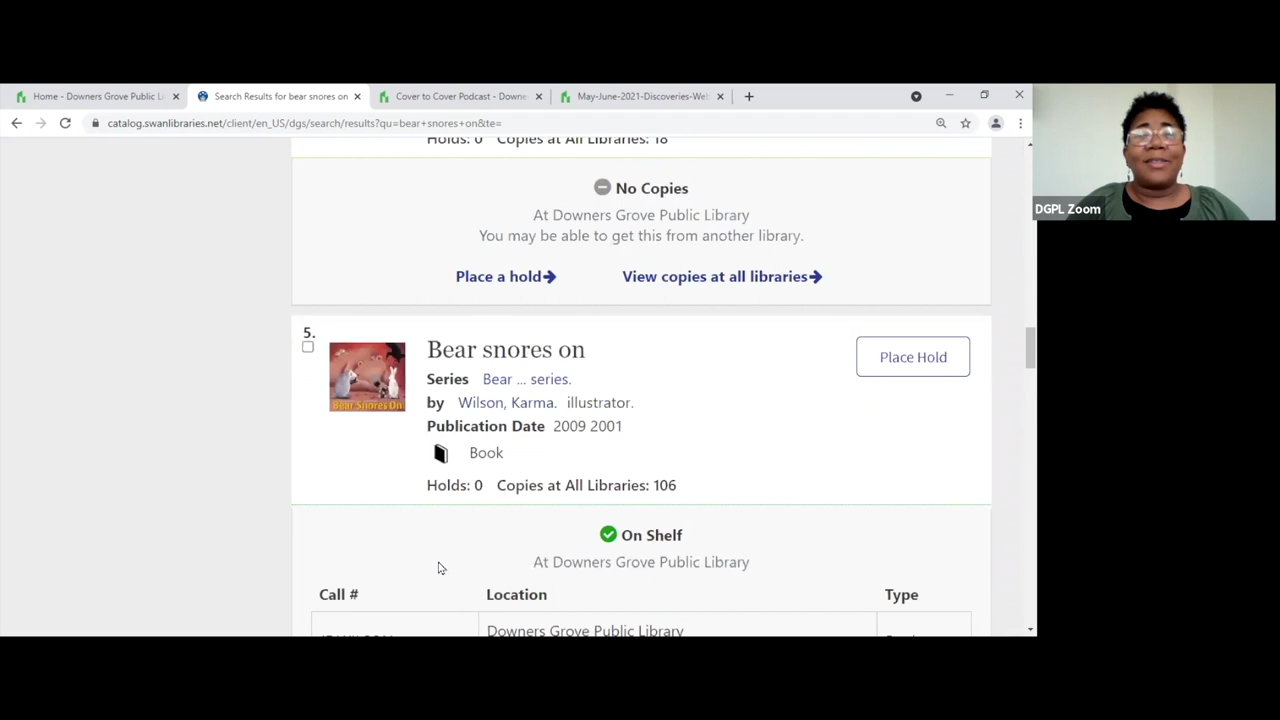 Home - Downers Grove Public Li
Search Results for bear snores on
Cover to Cover Podcast - Downe
May-June-2021-Discoveries-Web
catalog.swanlibraries.net/client/en_US/dgs/search/results?qu=bear+snores+on&te=
DGPL Zoom
Holds: 0 Copies at All Libraries: 18
No Copies
At Downers Grove Public Library
You may be able to get this from another library.
Place a hold
View copies at all libraries
5.
Bear snores on
Place Hold
Series Bear ... series.
by Wilson, Karma. illustrator.
Bear Snores On
Publication Date 2009 2001
Book
Holds: 0 Copies at All Libraries: 106
On Shelf
At Downers Grove Public Library
Call # Location Type
Downers Grove Public Library